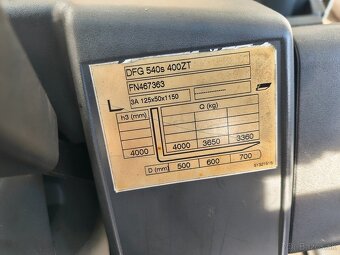 DFG 540s 400ZT
FN467363
3A 125x50x1150
L
h3 (mm) Q (kg)
4000 4000 3650 3360
D (mm) 500 600 700